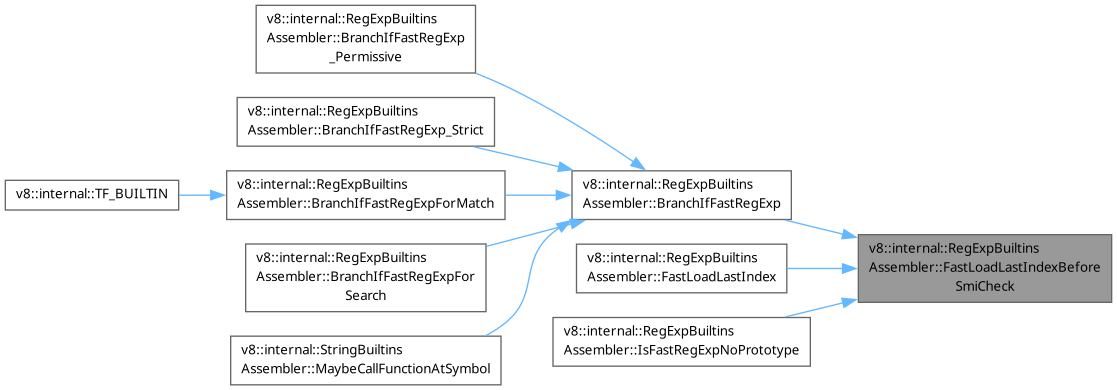 v8::internal::RegExpBuiltins
Assembler::BranchIfFastRegExp
_Permissive
v8::internal::RegExpBuiltins
Assembler::BranchIfFastRegExp_Strict
v8::internal::TF_BUILTIN
v8::internal::RegExpBuiltins
Assembler::BranchIfFastRegExpForMatch
v8::internal::RegExpBuiltins
Assembler::BranchIfFastRegExp
v8::internal::RegExpBuiltins
Assembler::BranchIfFastRegExpFor
Search
v8::internal::RegExpBuiltins
Assembler::FastLoadLastIndex
v8::internal::RegExpBuiltins
Assembler::FastLoadLastIndexBefore
SmiCheck
v8::internal::StringBuiltins
Assembler::MaybeCallFunctionAtSymbol
v8::internal::RegExpBuiltins
Assembler::IsFastRegExpNoPrototype